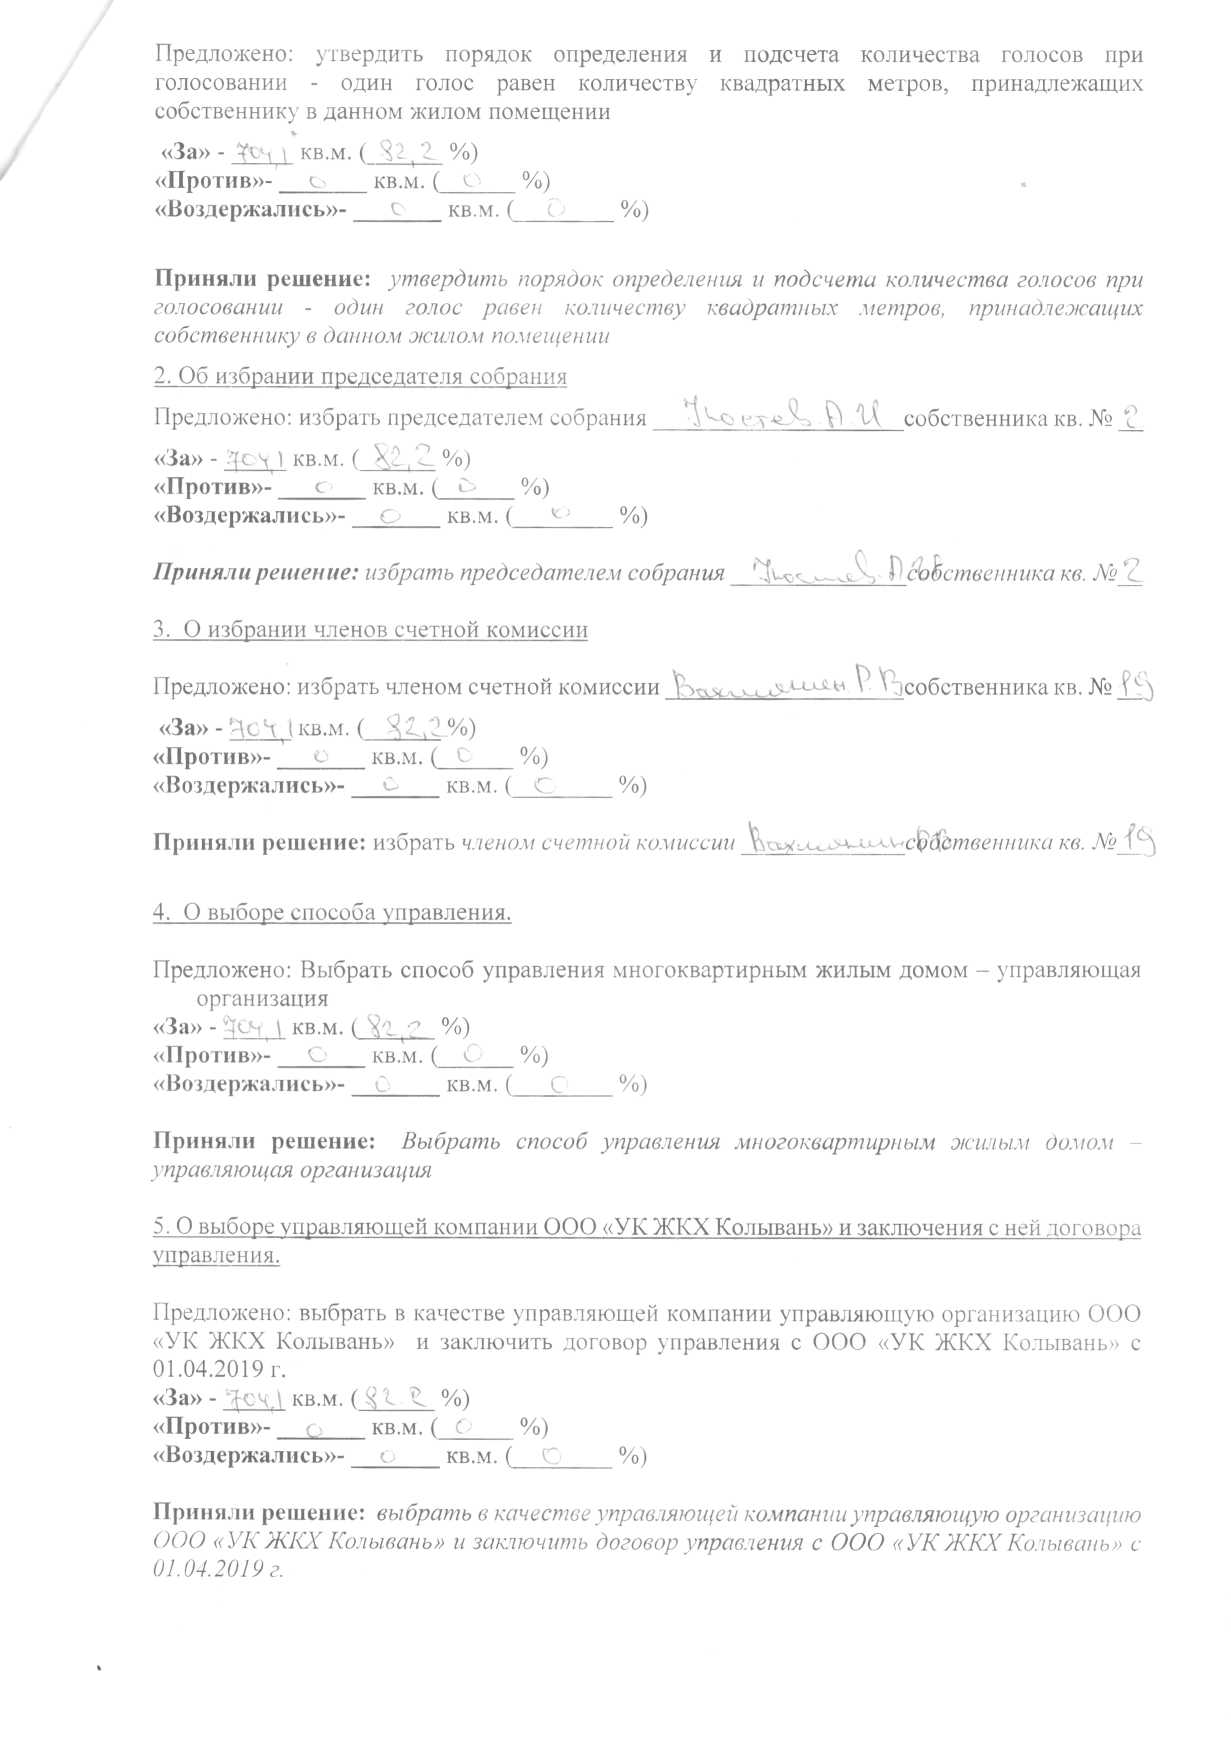 Предложено: утвердить порядок определения и подсчета количества голосов при
голосовании - один голос равен количеству квадратных метров, принадлежащих
собственнику в данном жилом помещении
«За» - 704,1 кв.м. ( 82,2 %)
«Против»- 0 кв.м. ( 0 %)
«Воздержались»- 0 кв.м. ( 0 %)
Приняли решение: утвердить порядок определения и подсчета количества голосов при
голосовании - один голос равен количеству квадратных метров, принадлежащих
собственнику в данном жилом помещении
2. Об избрании председателя собрания
Предложено: избрать председателем собрания А.И собственника кв. № 2
«За» - 704,1 кв.м. ( 82,2 %)
«Против»- 0 кв.м. ( 0 %)
«Воздержались»- 0 кв.м. ( 0 %)
Приняли решение: избрать председателем собрания собственника кв. № 2
3. О избрании членов счетной комиссии
Предложено: избрать членом счетной комиссии Р.В собственника кв. № 19
«За» - 704,1 кв.м. ( 82,2 %)
«Против»- 0 кв.м. ( 0 %)
«Воздержались»- 0 кв.м. ( 0 %)
Приняли решение: избрать членом счетной комиссии собственника кв. № 19
4. О выборе способа управления.
Предложено: Выбрать способ управления многоквартирным жилым домом – управляющая
организация
«За» - 704,1 кв.м. ( 82,2 %)
«Против»- 0 кв.м. ( 0 %)
«Воздержались»- 0 кв.м. ( 0 %)
Приняли решение: Выбрать способ управления многоквартирным жилым домом –
управляющая организация
5. О выборе управляющей компании ООО «УК ЖКХ Колывань» и заключения с ней договора
управления.
Предложено: выбрать в качестве управляющей компании управляющую организацию ООО
«УК ЖКХ Колывань» и заключить договор управления с ООО «УК ЖКХ Колывань» с
01.04.2019 г.
«За» - 704,1 кв.м. ( 82 2 %)
«Против»- 0 кв.м. ( 0 %)
«Воздержались»- 0 кв.м. ( 0 %)
Приняли решение: выбрать в качестве управляющей компании управляющую организацию
ООО «УК ЖКХ Колывань» и заключить договор управления с ООО «УК ЖКХ Колывань» с
01.04.2019 г.